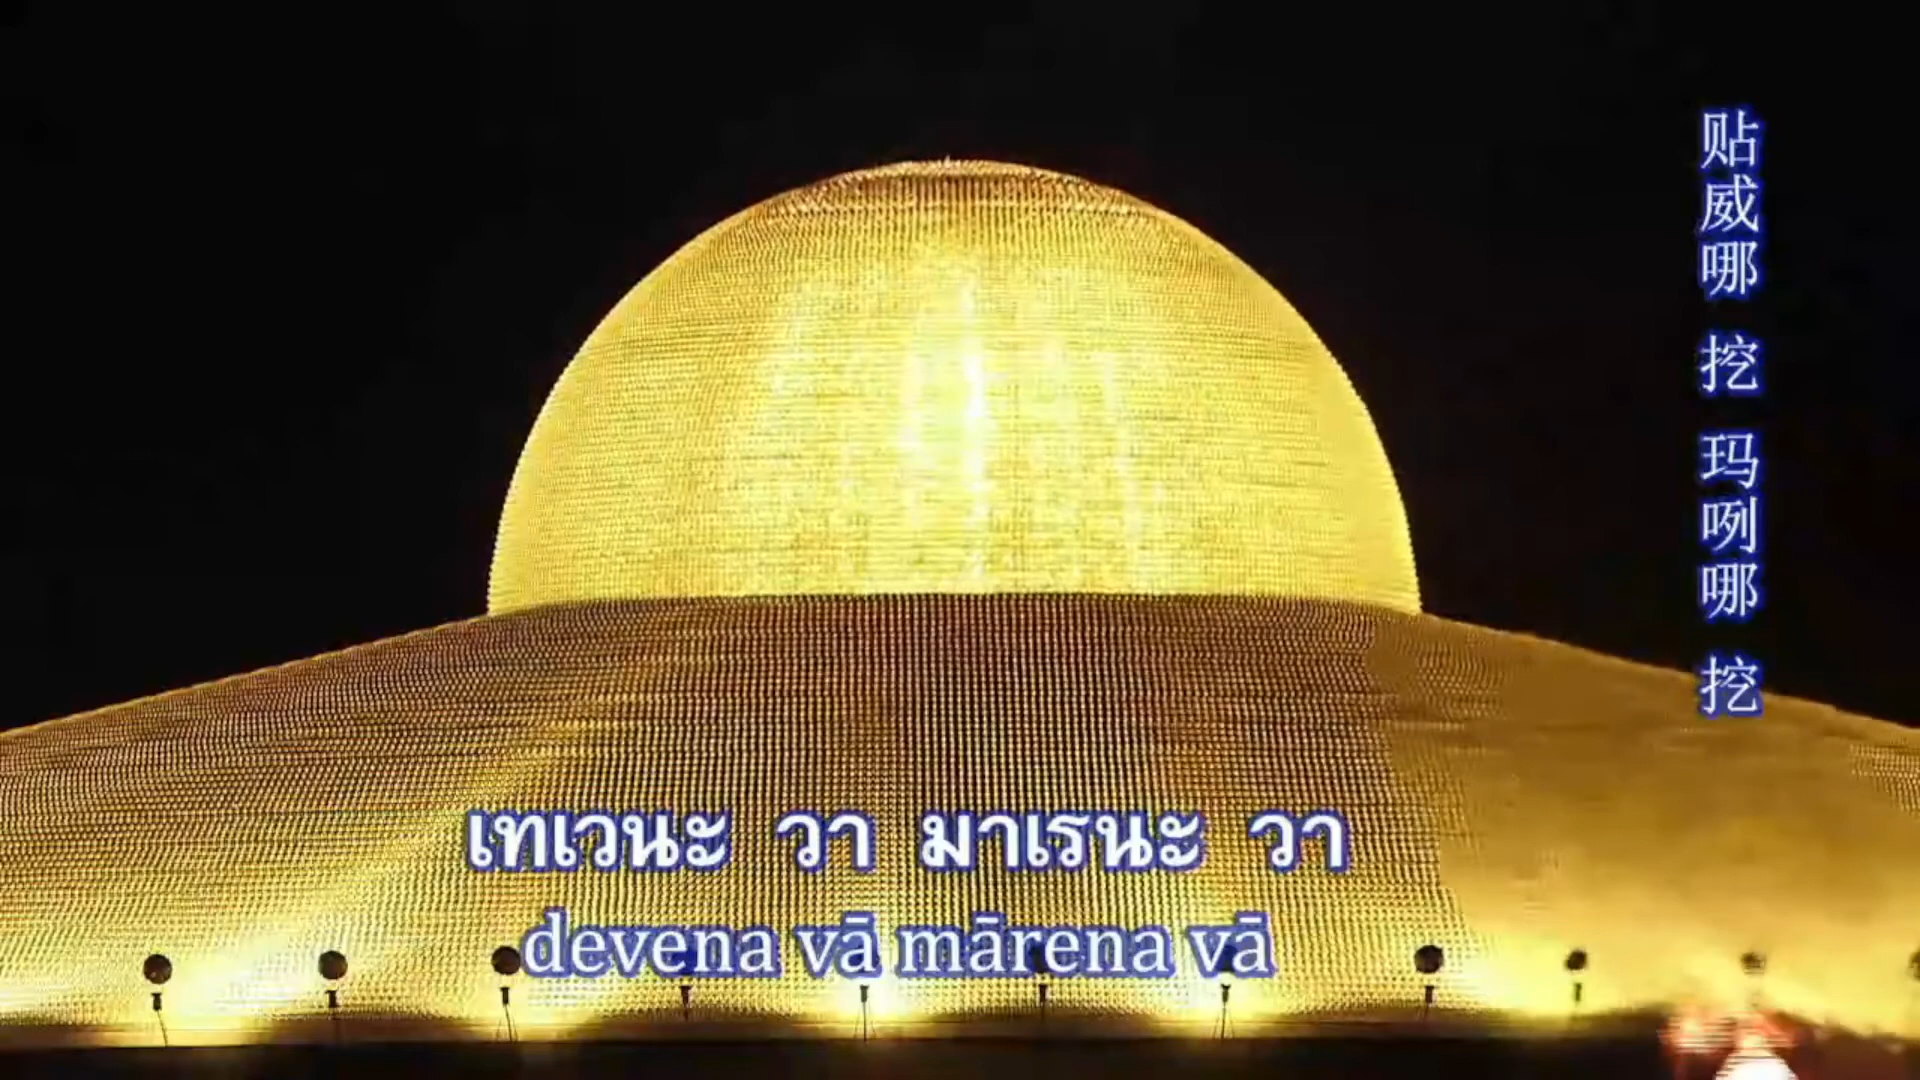 贴威哪 挖 玛咧哪 挖
เทเวนะ วา มาเรนะ วา
devena vā mārena vā